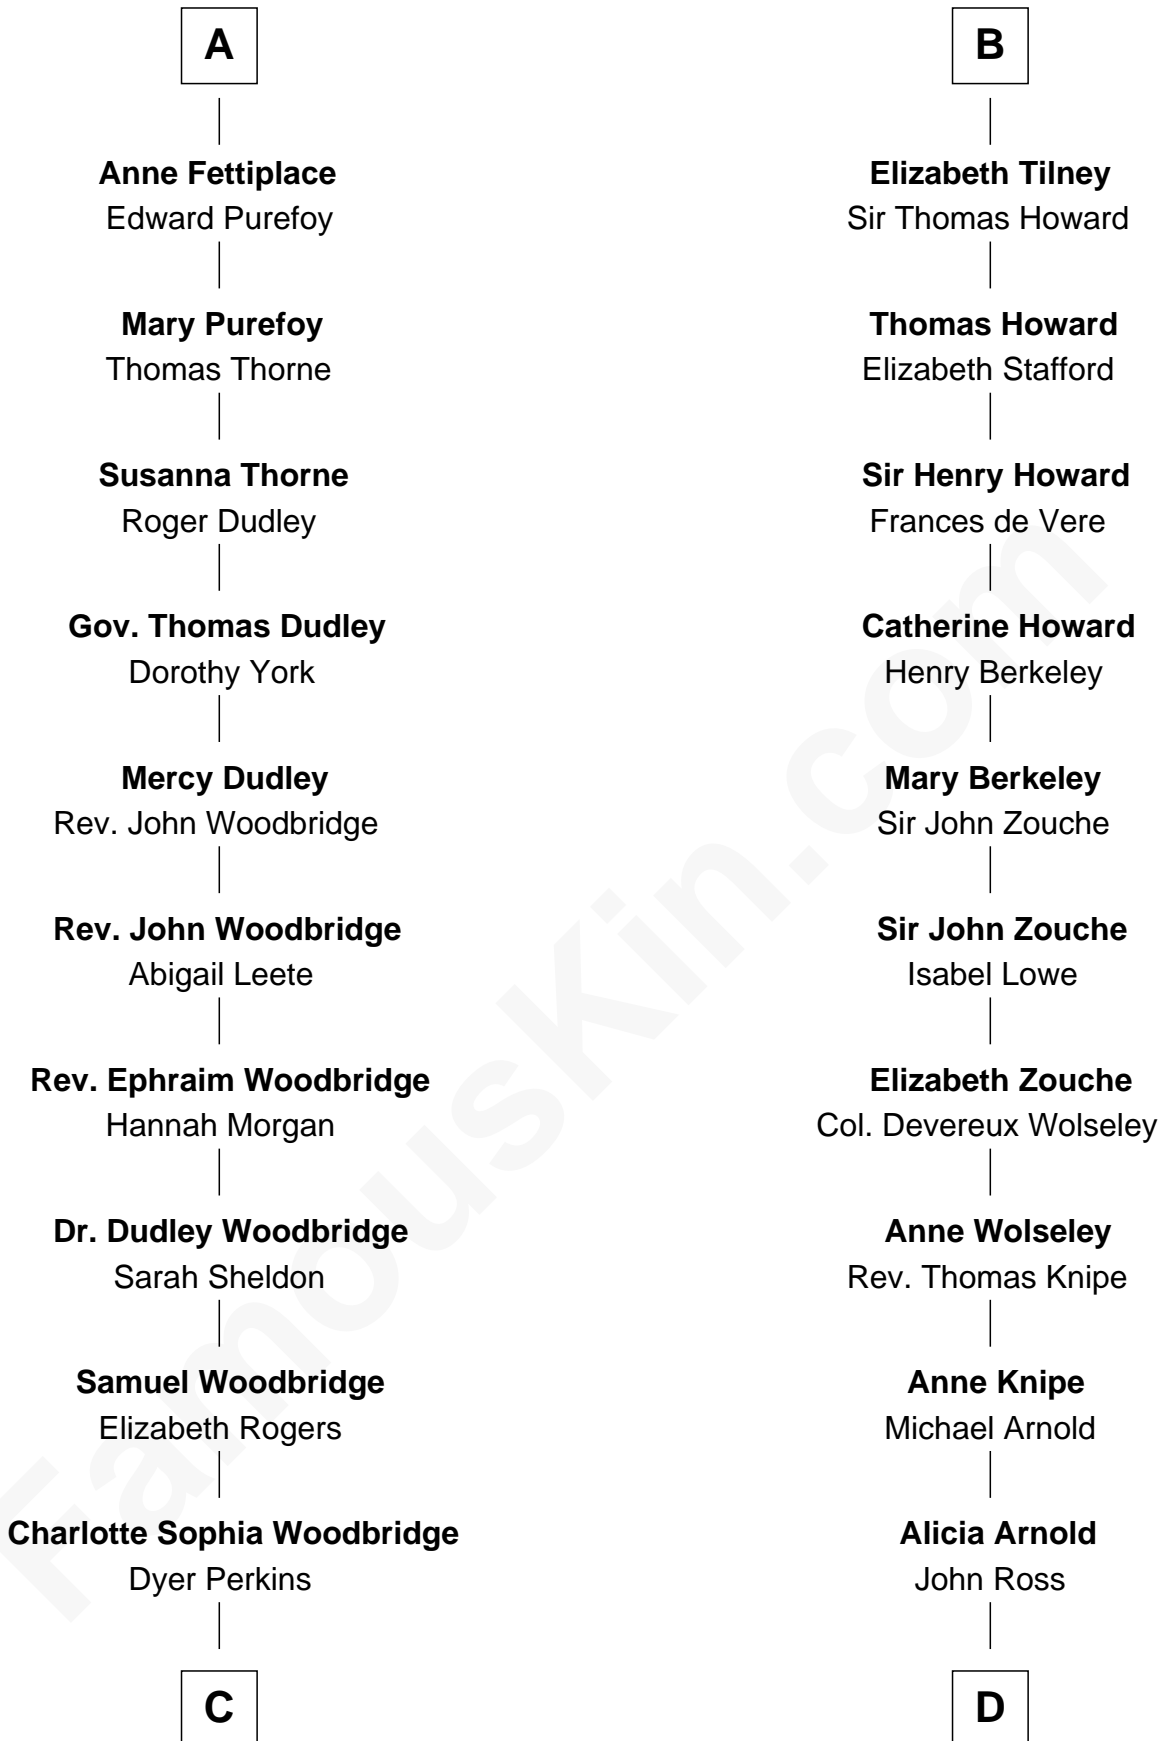 A
Anne Fettiplace
Edward Purefoy
Mary Purefoy
Thomas Thorne
Susanna Thorne
Roger Dudley
Gov. Thomas Dudley
Dorothy York
Mercy Dudley
Rev. John Woodbridge
Rev. John Woodbridge
Abigail Leete
Rev. Ephraim Woodbridge
Hannah Morgan
Dr. Dudley Woodbridge
Sarah Sheldon
Samuel Woodbridge
Elizabeth Rogers
Charlotte Sophia Woodbridge
Dyer Perkins
C
B
Elizabeth Tilney
Sir Thomas Howard
Thomas Howard
Elizabeth Stafford
Sir Henry Howard
Frances de Vere
Catherine Howard
Henry Berkeley
Mary Berkeley
Sir John Zouche
Sir John Zouche
Isabel Lowe
Elizabeth Zouche
Col. Devereux Wolseley
Anne Wolseley
Rev. Thomas Knipe
Anne Knipe
Michael Arnold
Alicia Arnold
John Ross
D
FamousKin.com